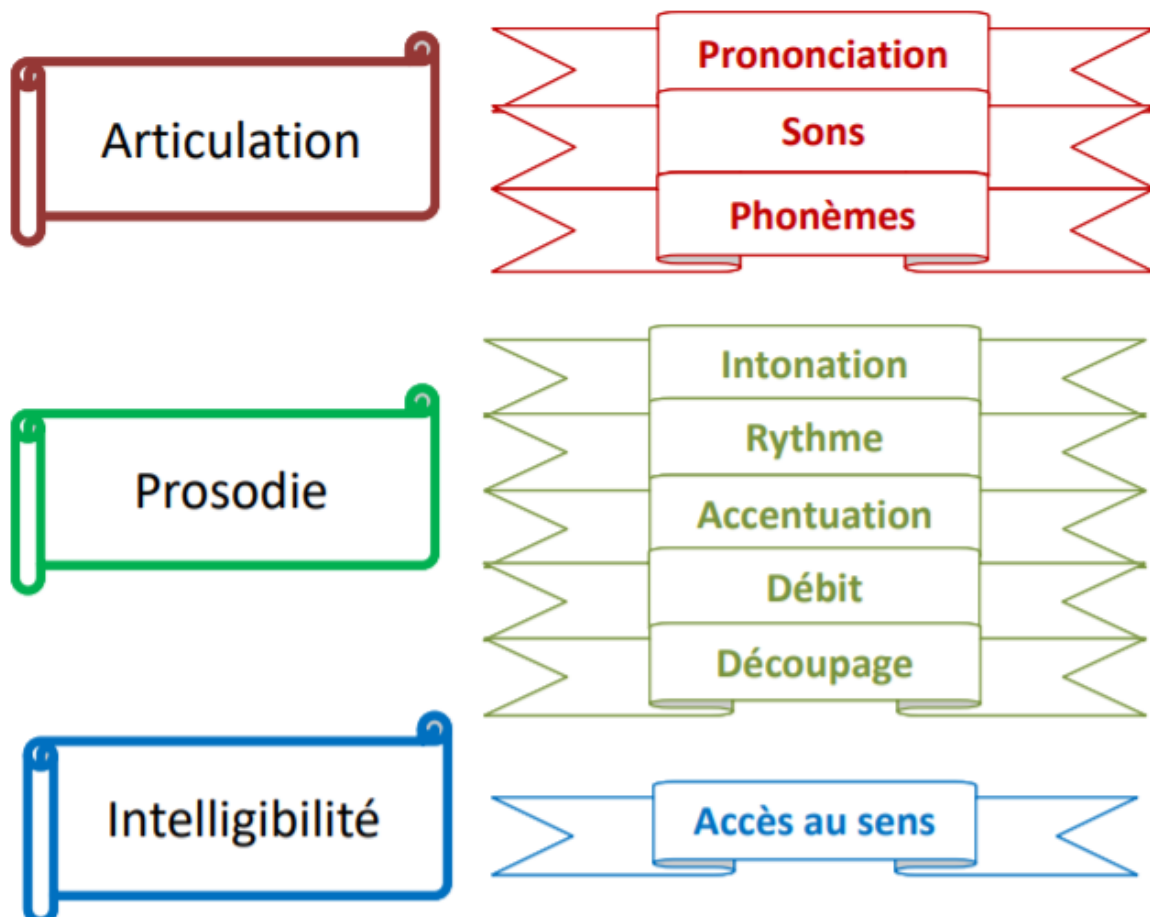 Articulation
Prononciation
Sons
Phonèmes
Prosodie
Intonation
Rythme
Accentuation
Débit
Découpage
Intelligibilité
Accès au sens